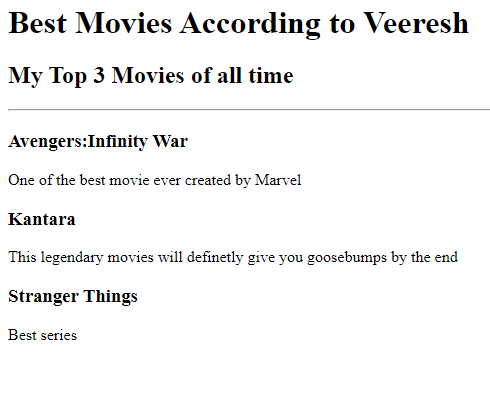 Best Movies According to Veeresh
My Top 3 Movies of all time
Avengers:Infinity War
One of the best movie ever created by Marvel
Kantara
This legendary movies will definetly give you goosebumps by the end
Stranger Things
Best series